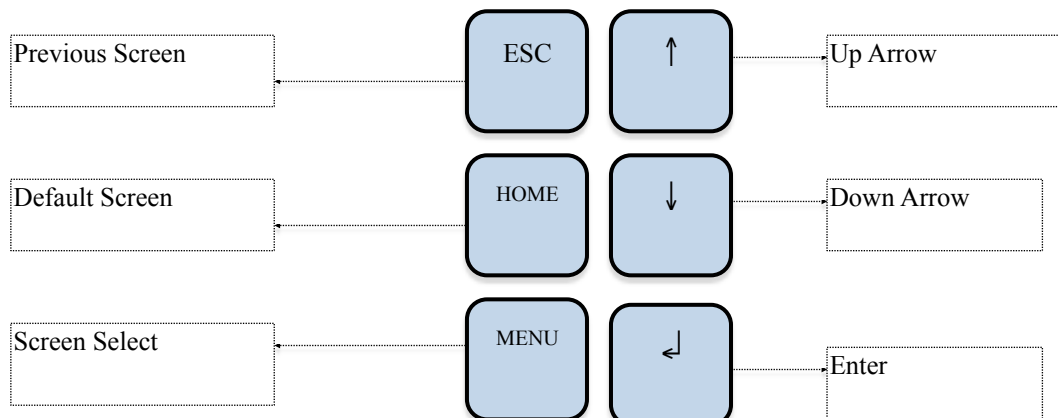 Previous Screen
ESC
↑
Up Arrow
Default Screen
HOME
↓
Down Arrow
Screen Select
MENU
↲
Enter